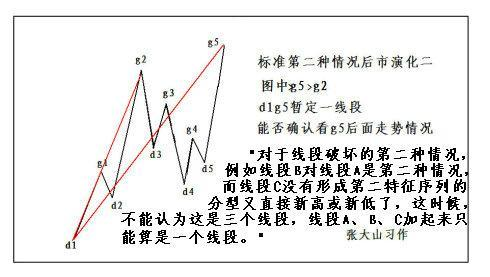 g5
g2
g3
g1
g4
d3
d5
d2
d4
d1
标准第二种情况后市演化二
图中:g5>g2
d1g5暂定一线段
能否确认看g5后面走势情况
"对于线段破坏的第二种情况,
例如线段B对线段A是第二种情况,
而线段C没有形成第二特征序列的
分型又直接新高或新低了,这时候,
不能认为这是三个线段,线段A、B、C加起来只
能算是一个线段。"
张大山习作